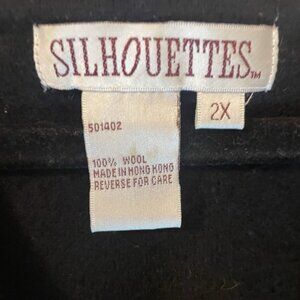 SILHOUETTES™
2X
501402
100% WOOL
MADE IN HONG KONG
REVERSE FOR CARE